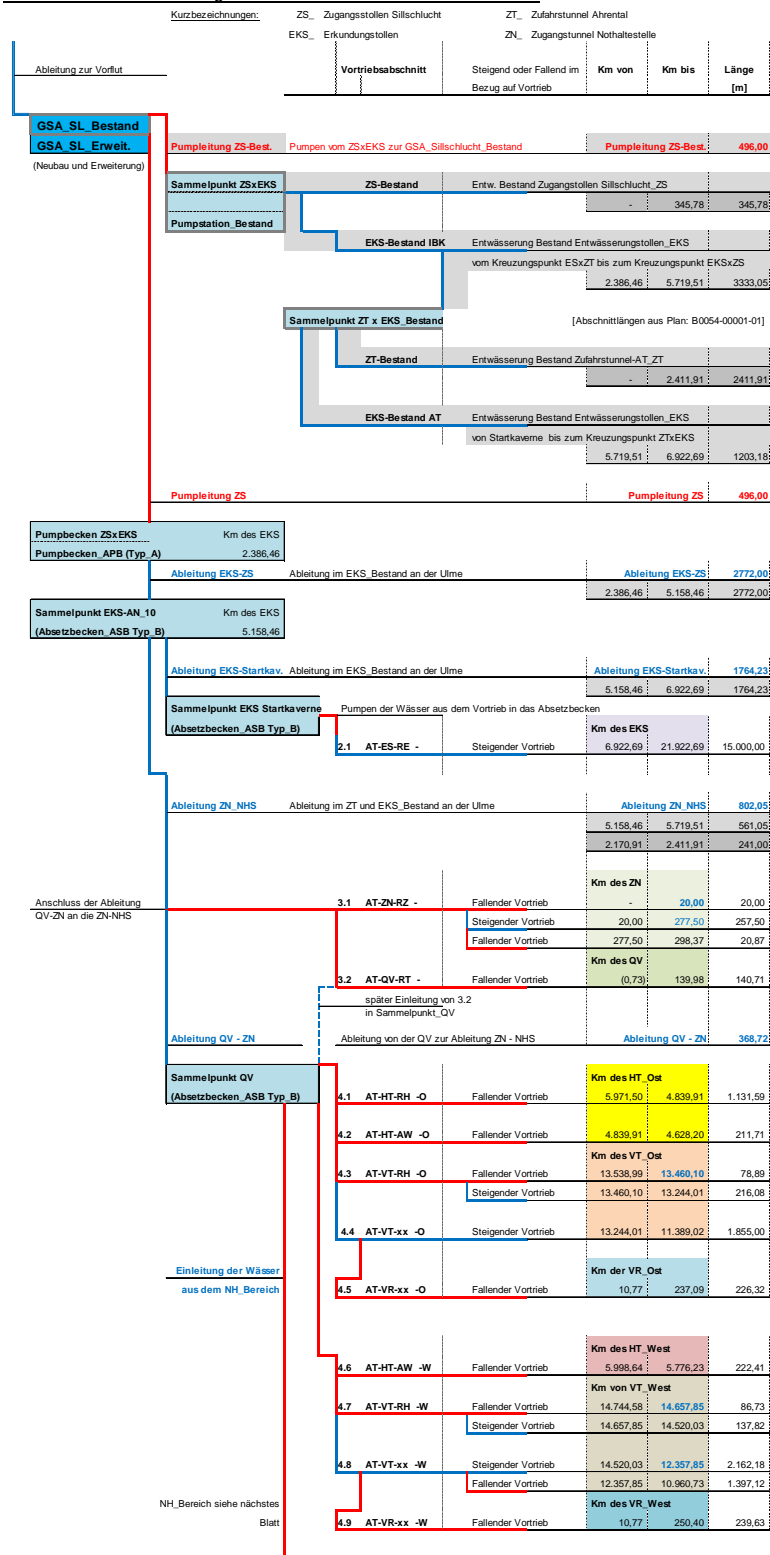 Kurzbezeichnungen: ZS_ Zugangsstollen Sillschlucht ZT_ Zufahrstunnel Ahrental
EKS_ Erkundungstollen ZN_ Zugangstunnel Nothaltestelle
Ableitung zur Vorflut Vortriebsabschnitt Steigend oder Fallend im Km von Km bis Länge
Bezug auf Vortrieb [m]
GSA_SL_Bestand
GSA_SL_Erweit. Pumpleitung ZS-Best. Pumpen vom ZSxEKS zur GSA_Sillschlucht_Bestand Pumpleitung ZS-Best. 496,00
(Neubau und Erweiterung)
Sammelpunkt ZSxEKS ZS-Bestand Entw. Bestand Zugangstollen Sillschlucht_ZS
- 345,78 345,78
Pumpstation_Bestand
EKS-Bestand IBK Entwässerung Bestand Entwässerungstollen_EKS
vom Kreuzungspunkt ESxZT bis zum Kreuzungspunkt EKSxZS
2.386,46 5.719,51 3333,05
Sammelpunkt ZT x EKS_Bestand [Abschnittlängen aus Plan: B0054-00001-01]
ZT-Bestand Entwässerung Bestand Zufahrstunnel-AT_ZT
- 2.411,91 2411,91
EKS-Bestand AT Entwässerung Bestand Entwässerungstollen_EKS
von Startkaverne bis zum Kreuzungspunkt ZTxEKS
5.719,51 6.922,69 1203,18
Pumpleitung ZS Pumpleitung ZS 496,00
Pumpbecken ZSxEKS Km des EKS
Pumpbecken_APB (Typ_A) 2.386,46
Ableitung EKS-ZS Ableitung im EKS_Bestand an der Ulme Ableitung EKS-ZS 2772,00
2.386,46 5.158,46 2772,00
Sammelpunkt EKS-AN_10 Km des EKS
(Absetzbecken_ASB Typ_B) 5.158,46
Ableitung EKS-Startkav. Ableitung im EKS_Bestand an der Ulme Ableitung EKS-Startkav. 1764,23
5.158,46 6.922,69 1764,23
Sammelpunkt EKS Startkaverne Pumpen der Wässer aus dem Vortrieb in das Absetzbecken
(Absetzbecken_ASB Typ_B) Km des EKS
2.1 AT-ES-RE - Steigender Vortrieb 6.922,69 21.922,69 15.000,00
Ableitung ZN_NHS Ableitung im ZT und EKS_Bestand an der Ulme Ableitung ZN_NHS 802,05
5.158,46 5.719,51 561,05
2.170,91 2.411,91 241,00
Km des ZN
Anschluss der Ableitung 3.1 AT-ZN-RZ - Fallender Vortrieb - 20,00 20,00
QV-ZN an die ZN-NHS Steigender Vortrieb 20,00 277,50 257,50
Fallender Vortrieb 277,50 298,37 20,87
Km des QV
3.2 AT-QV-RT - Fallender Vortrieb (0,73) 139,98 140,71
später Einleitung von 3.2
in Sammelpunkt_QV
Ableitung QV - ZN Ableitung von der QV zur Ableitung ZN - NHS Ableitung QV - ZN 368,72
Sammelpunkt QV Km des HT_Ost
(Absetzbecken_ASB Typ_B) 4.1 AT-HT-RH -O Fallender Vortrieb 5.971,50 4.839,91 1.131,59
4.2 AT-HT-AW -O Fallender Vortrieb 4.839,91 4.628,20 211,71
Km des VT_Ost
4.3 AT-VT-RH -O Fallender Vortrieb 13.538,99 13.460,10 78,89
Steigender Vortrieb 13.460,10 13.244,01 216,08
4.4 AT-VT-xx -O Steigender Vortrieb 13.244,01 11.389,02 1.855,00
Einleitung der Wässer Km der VR_Ost
aus dem NH_Bereich 4.5 AT-VR-xx -O Fallender Vortrieb 10,77 237,09 226,32
Km des HT_West
4.6 AT-HT-AW -W Fallender Vortrieb 5.998,64 5.776,23 222,41
Km von VT_West
4.7 AT-VT-RH -W Fallender Vortrieb 14.744,58 14.657,85 86,73
Steigender Vortrieb 14.657,85 14.520,03 137,82
4.8 AT-VT-xx -W Steigender Vortrieb 14.520,03 12.357,85 2.162,18
Fallender Vortrieb 12.357,85 10.960,73 1.397,12
NH_Bereich siehe nächstes Km des VR_West
Blatt 4.9 AT-VR-xx -W Fallender Vortrieb 10,77 250,40 239,63